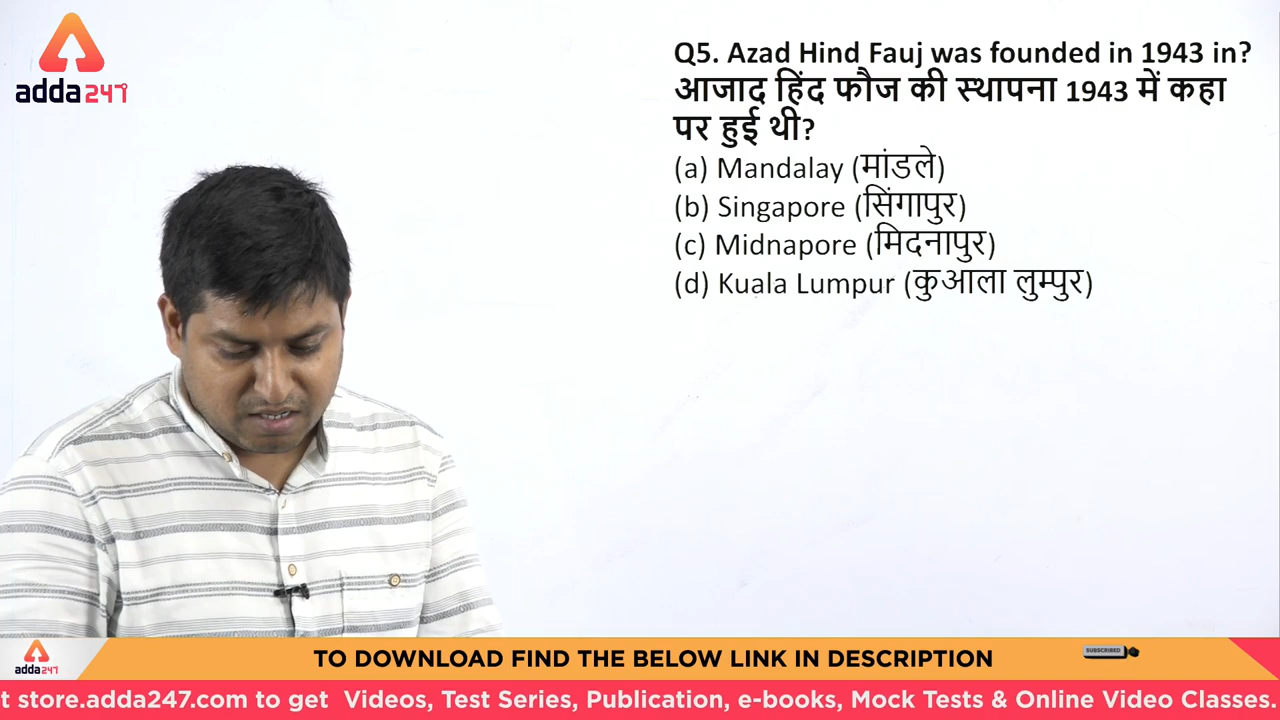 adda247
Q5. Azad Hind Fauj was founded in 1943 in?
आजाद हिंद फौज की स्थापना 1943 में कहा
पर हुई थी?
(a) Mandalay (मांडले)
(b) Singapore (सिंगापुर)
(c) Midnapore (मिदनापुर)
(d) Kuala Lumpur (कुआला लुम्पुर)
adda247
TO DOWNLOAD FIND THE BELOW LINK IN DESCRIPTION
SUBSCRIBED
t store.adda247.com to get Videos, Test Series, Publication, e-books, Mock Tests & Online Video Classes.